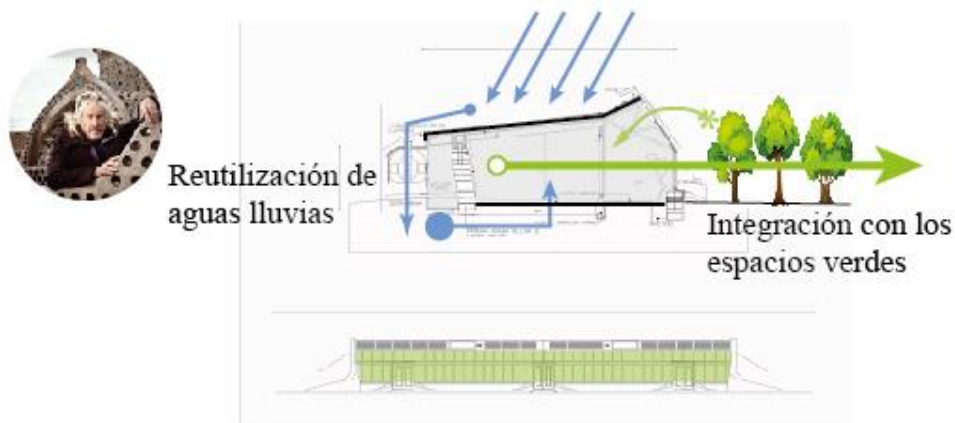 Reutilización de
aguas lluvias
Integración con los
espacios verdes